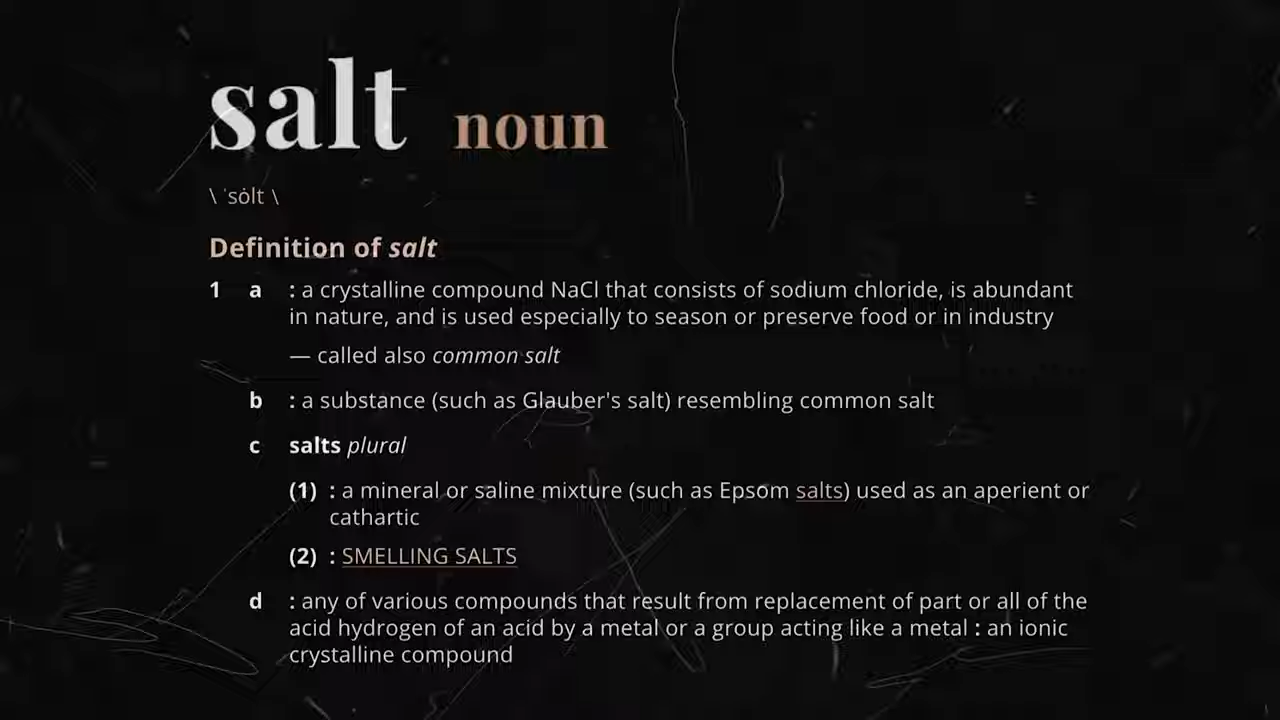 salt noun
\ ˈsȯlt \
Definition of salt
1 a : a crystalline compound NaCl that consists of sodium chloride, is abundant
in nature, and is used especially to season or preserve food or in industry
— called also common salt
b : a substance (such as Glauber's salt) resembling common salt
c salts plural
(1) : a mineral or saline mixture (such as Epsom salts) used as an aperient or
cathartic
(2) : SMELLING SALTS
d : any of various compounds that result from replacement of part or all of the
acid hydrogen of an acid by a metal or a group acting like a metal : an ionic
crystalline compound